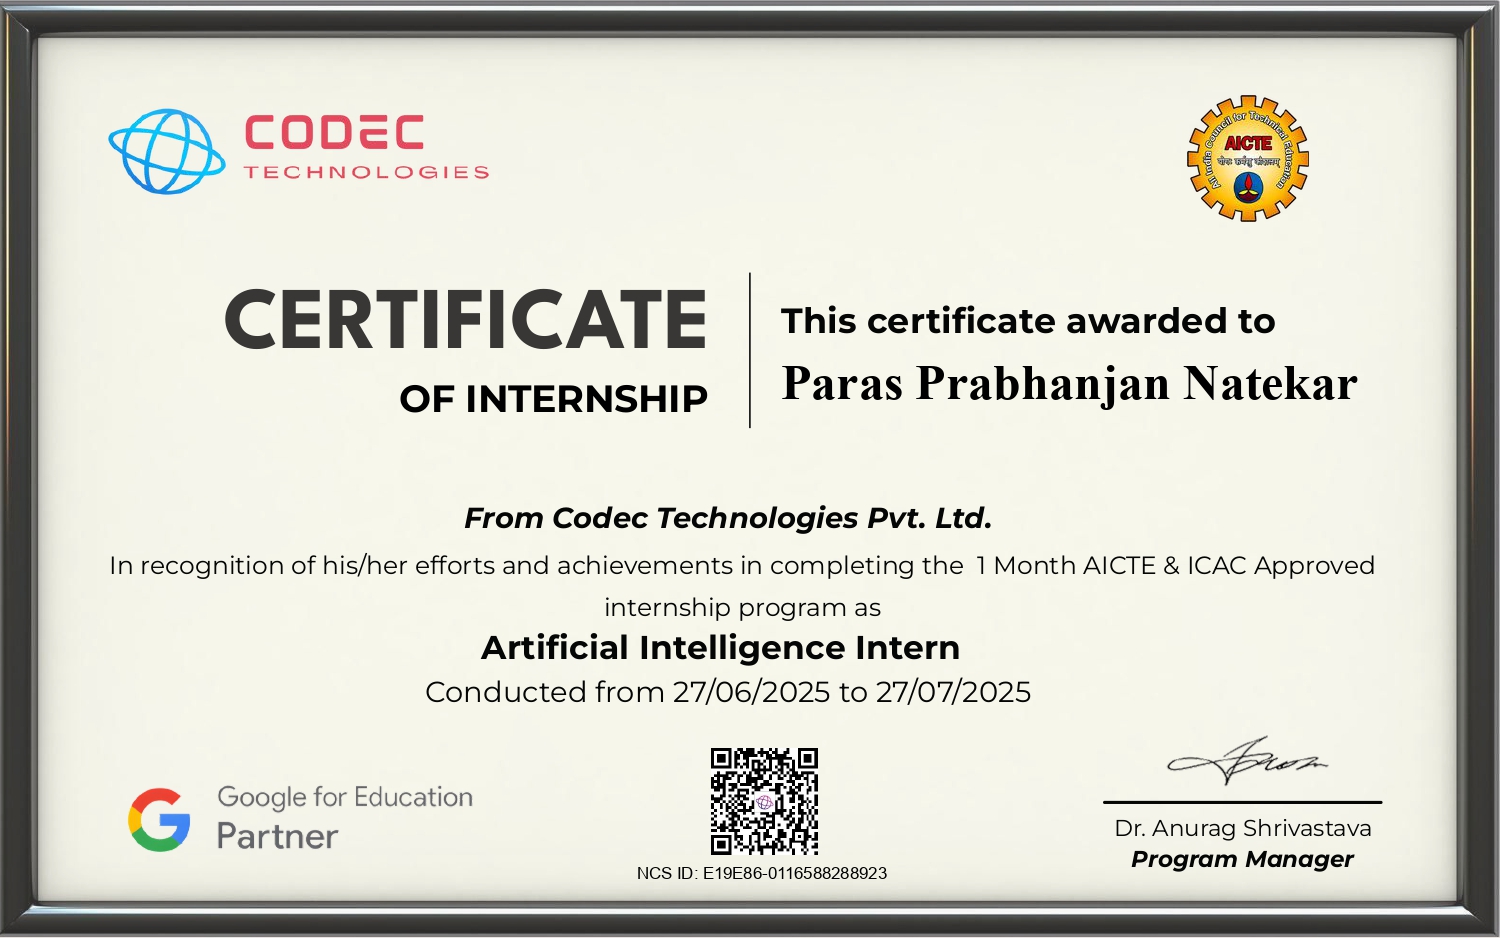 CODEC
TECHNOLOGIES
All India Council for Technical Education
AICTE
योगः कर्मसु कौशलम्
CERTIFICATE
OF INTERNSHIP
This certificate awarded to
Paras Prabhanjan Natekar
From Codec Technologies Pvt. Ltd.
In recognition of his/her efforts and achievements in completing the 1 Month AICTE & ICAC Approved
internship program as
Artificial Intelligence Intern
Conducted from 27/06/2025 to 27/07/2025
Google for Education
Partner
NCS ID: E19E86-0116588288923
Dr. Anurag Shrivastava
Program Manager